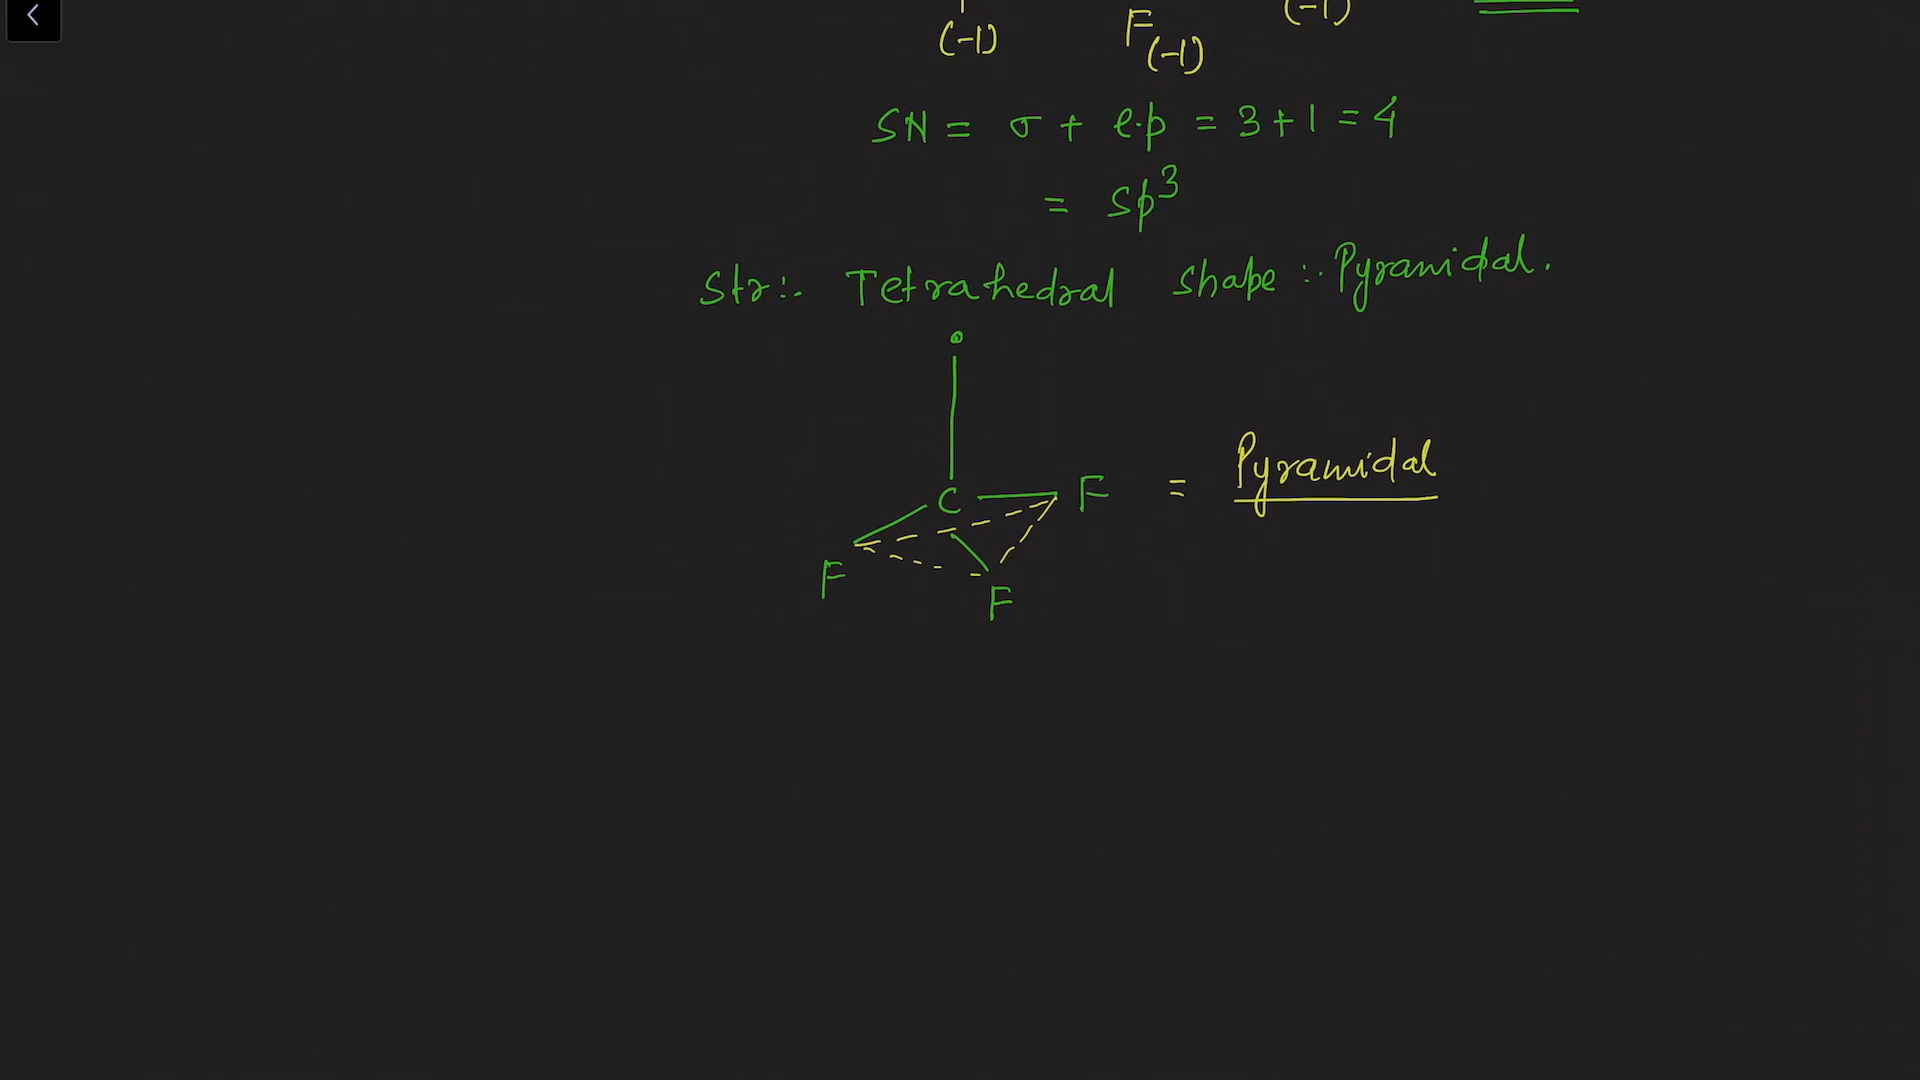 (-1) F (-1) (-1)
SN = σ + e.p = 3+1 = 4
= sp³
Str:- Tetrahedral shape :- Pyramidal.
C F = Pyramidal
F F